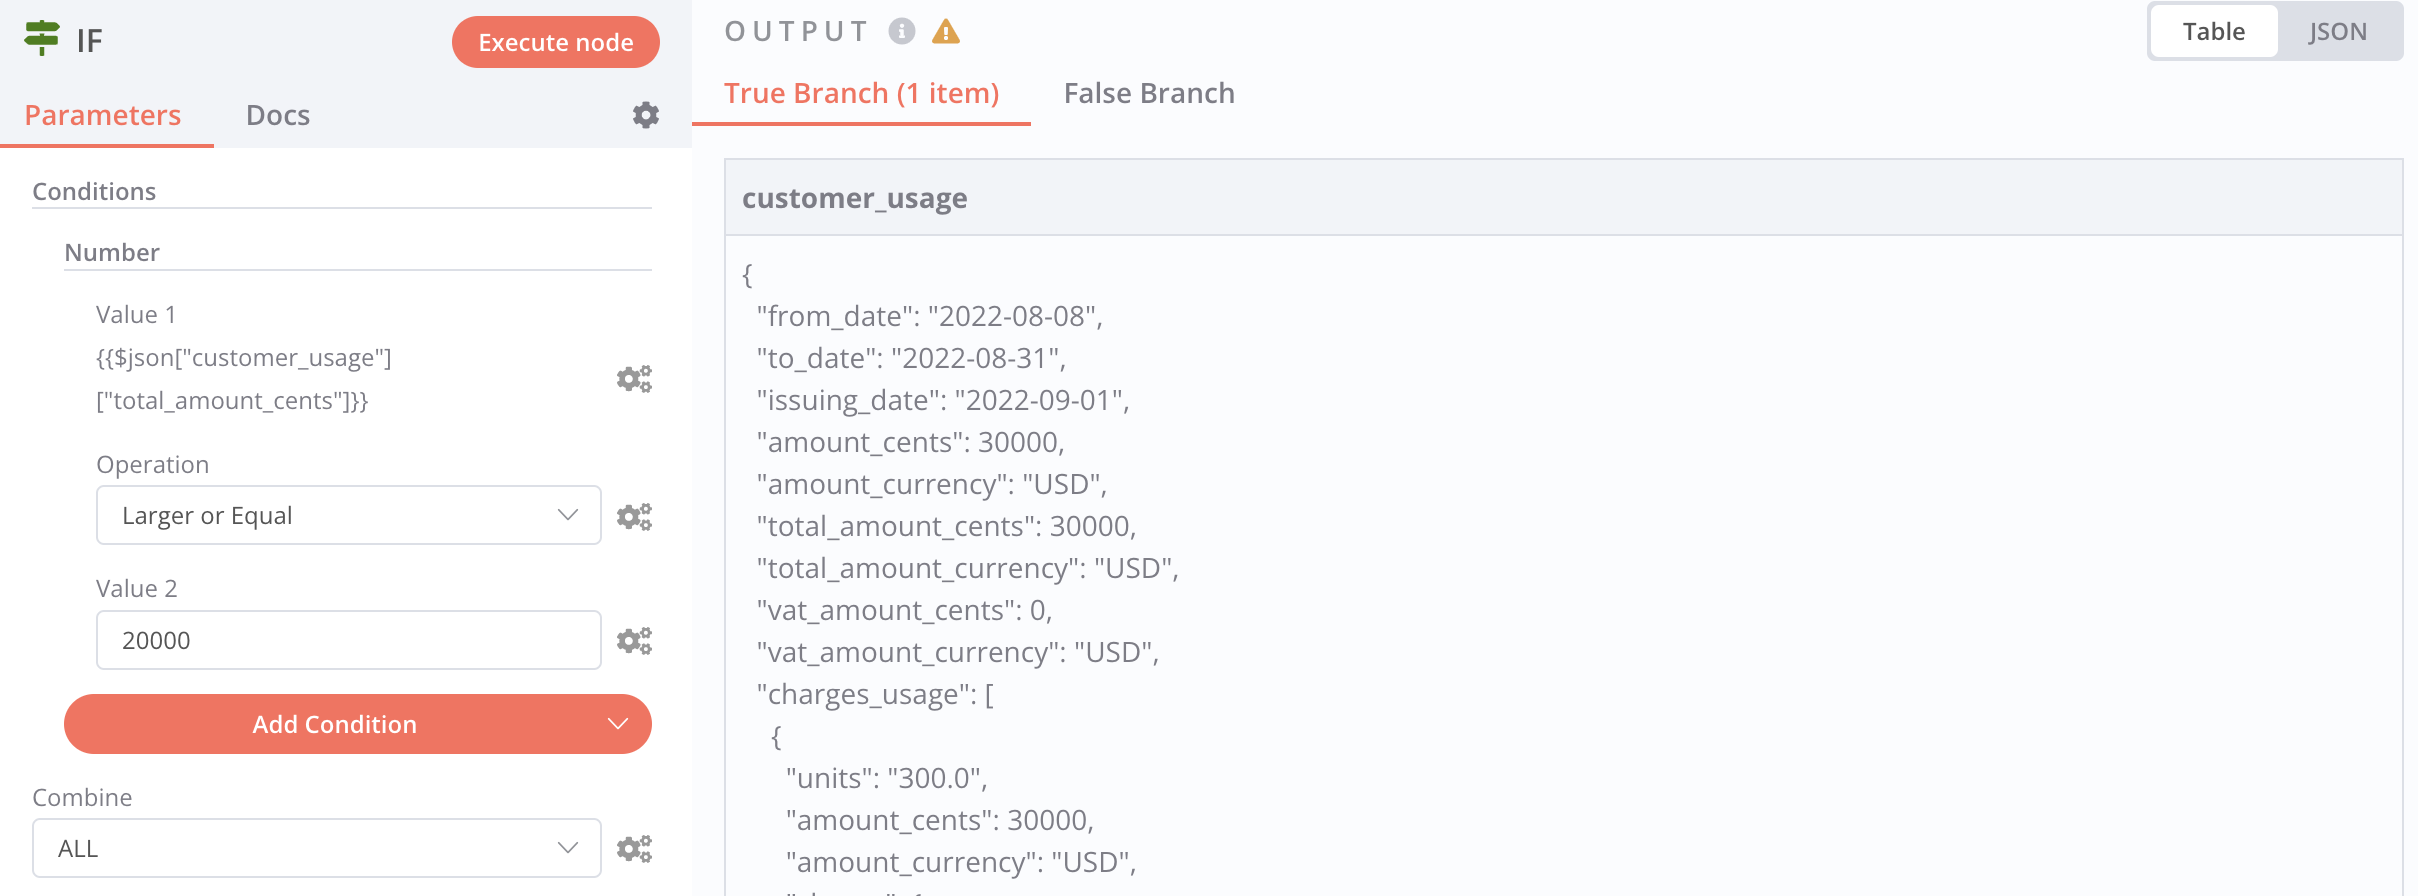 IF
Execute node
Parameters
Docs
Conditions
Number
Value 1
{{$json["customer_usage"]
["total_amount_cents"]}}
Operation
Larger or Equal
Value 2
20000
Add Condition
Combine
ALL
OUTPUT
Table
JSON
True Branch (1 item)
False Branch
customer_usage
{
"from_date": "2022-08-08",
"to_date": "2022-08-31",
"issuing_date": "2022-09-01",
"amount_cents": 30000,
"amount_currency": "USD",
"total_amount_cents": 30000,
"total_amount_currency": "USD",
"vat_amount_cents": 0,
"vat_amount_currency": "USD",
"charges_usage": [
{
"units": "300.0",
"amount_cents": 30000,
"amount_currency": "USD",